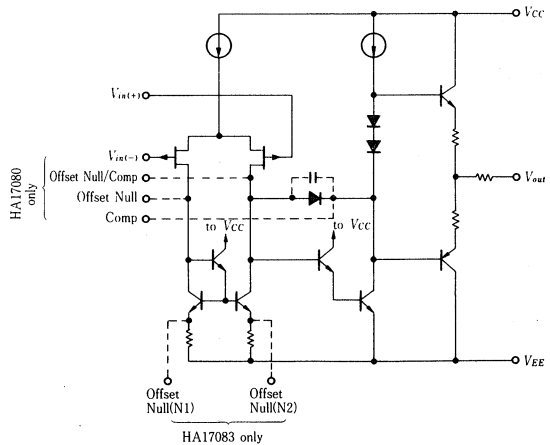 VCC
Vin(+)
Vin(-)
HA17080
only
Offset Null/Comp
Offset Null
Comp
Vout
to VCC
to VCC
VEE
Offset
Null(N1)
Offset
Null(N2)
HA17083 only